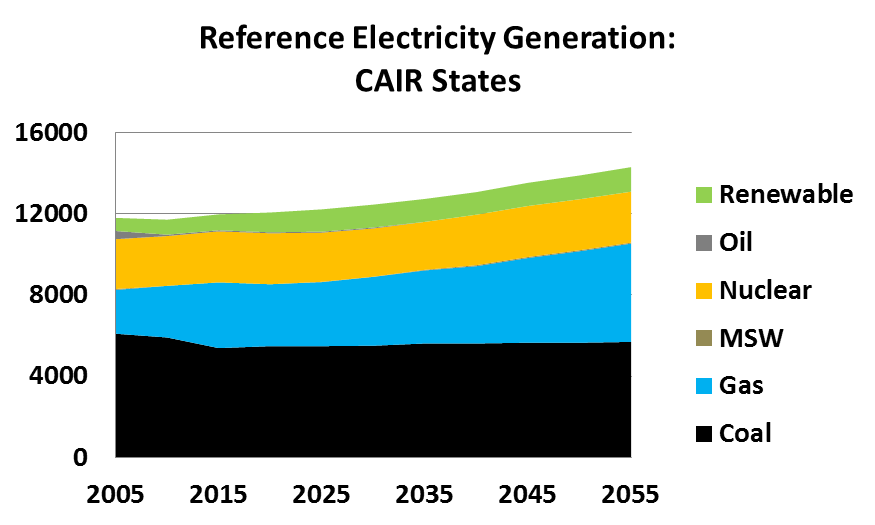 Reference Electricity Generation:
CAIR States
16000
12000
8000
4000
0
2005 2015 2025 2035 2045 2055
Renewable
Oil
Nuclear
MSW
Gas
Coal